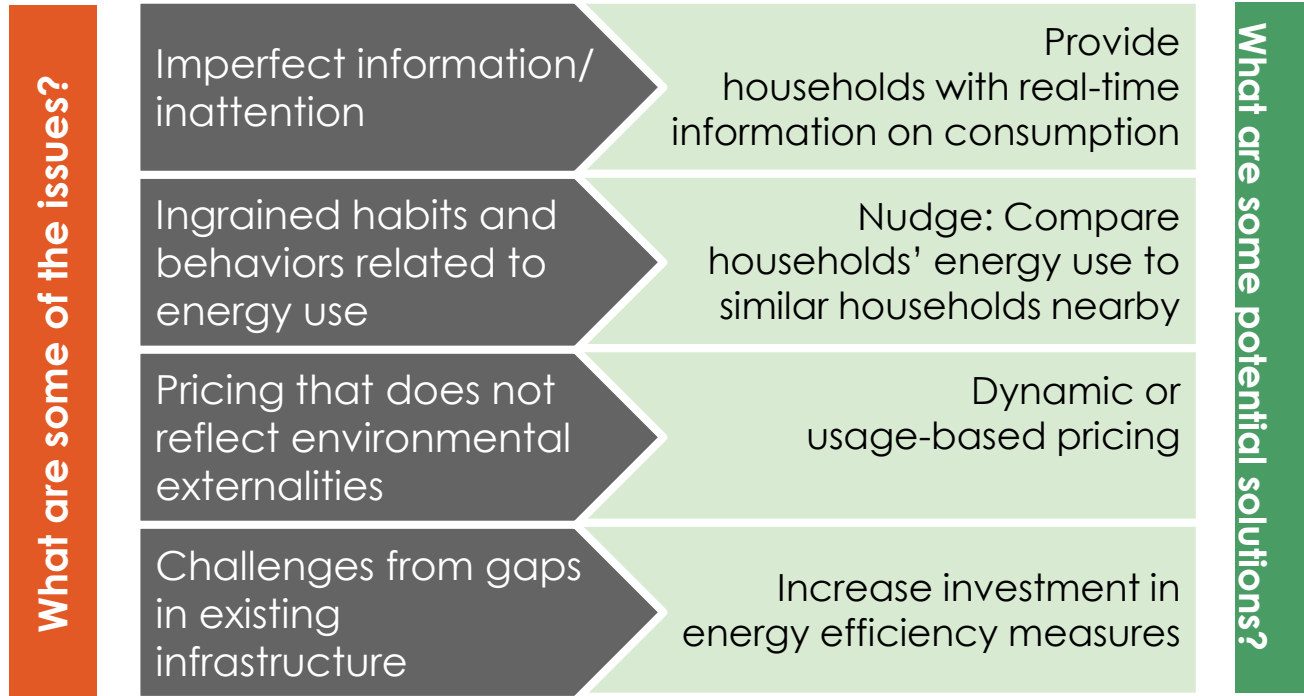 What are some of the issues?
Imperfect information/
inattention
Provide
households with real-time
information on consumption
Ingrained habits and
behaviors related to
energy use
Nudge: Compare
households’ energy use to
similar households nearby
Pricing that does not
reflect environmental
externalities
Dynamic or
usage-based pricing
Challenges from gaps
in existing
infrastructure
Increase investment in
energy efficiency measures
What are some potential solutions?